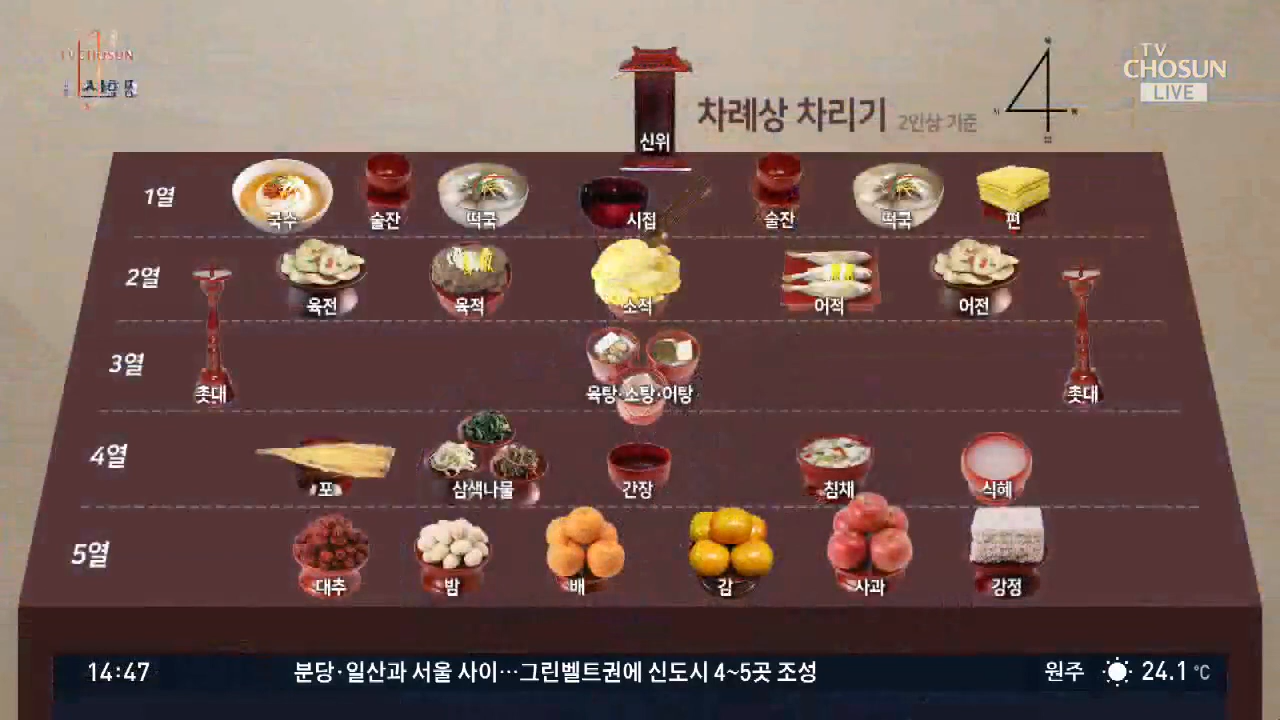 TV CHOSUN
TV
CHOSUN
LIVE
신위
차례상 차리기 2인상 기준
1열
국수 술잔 떡국 시접 술잔 떡국 편
2열
육전 육적 소적 어적 어전
3열
촛대 육탕·소탕·어탕 촛대
4열
포 삼색나물 간장 침채 식혜
5열
대추 밤 배 감 사과 강정
14:47 분당·일산과 서울 사이…그린벨트권에 신도시 4~5곳 조성 원주 24.1℃